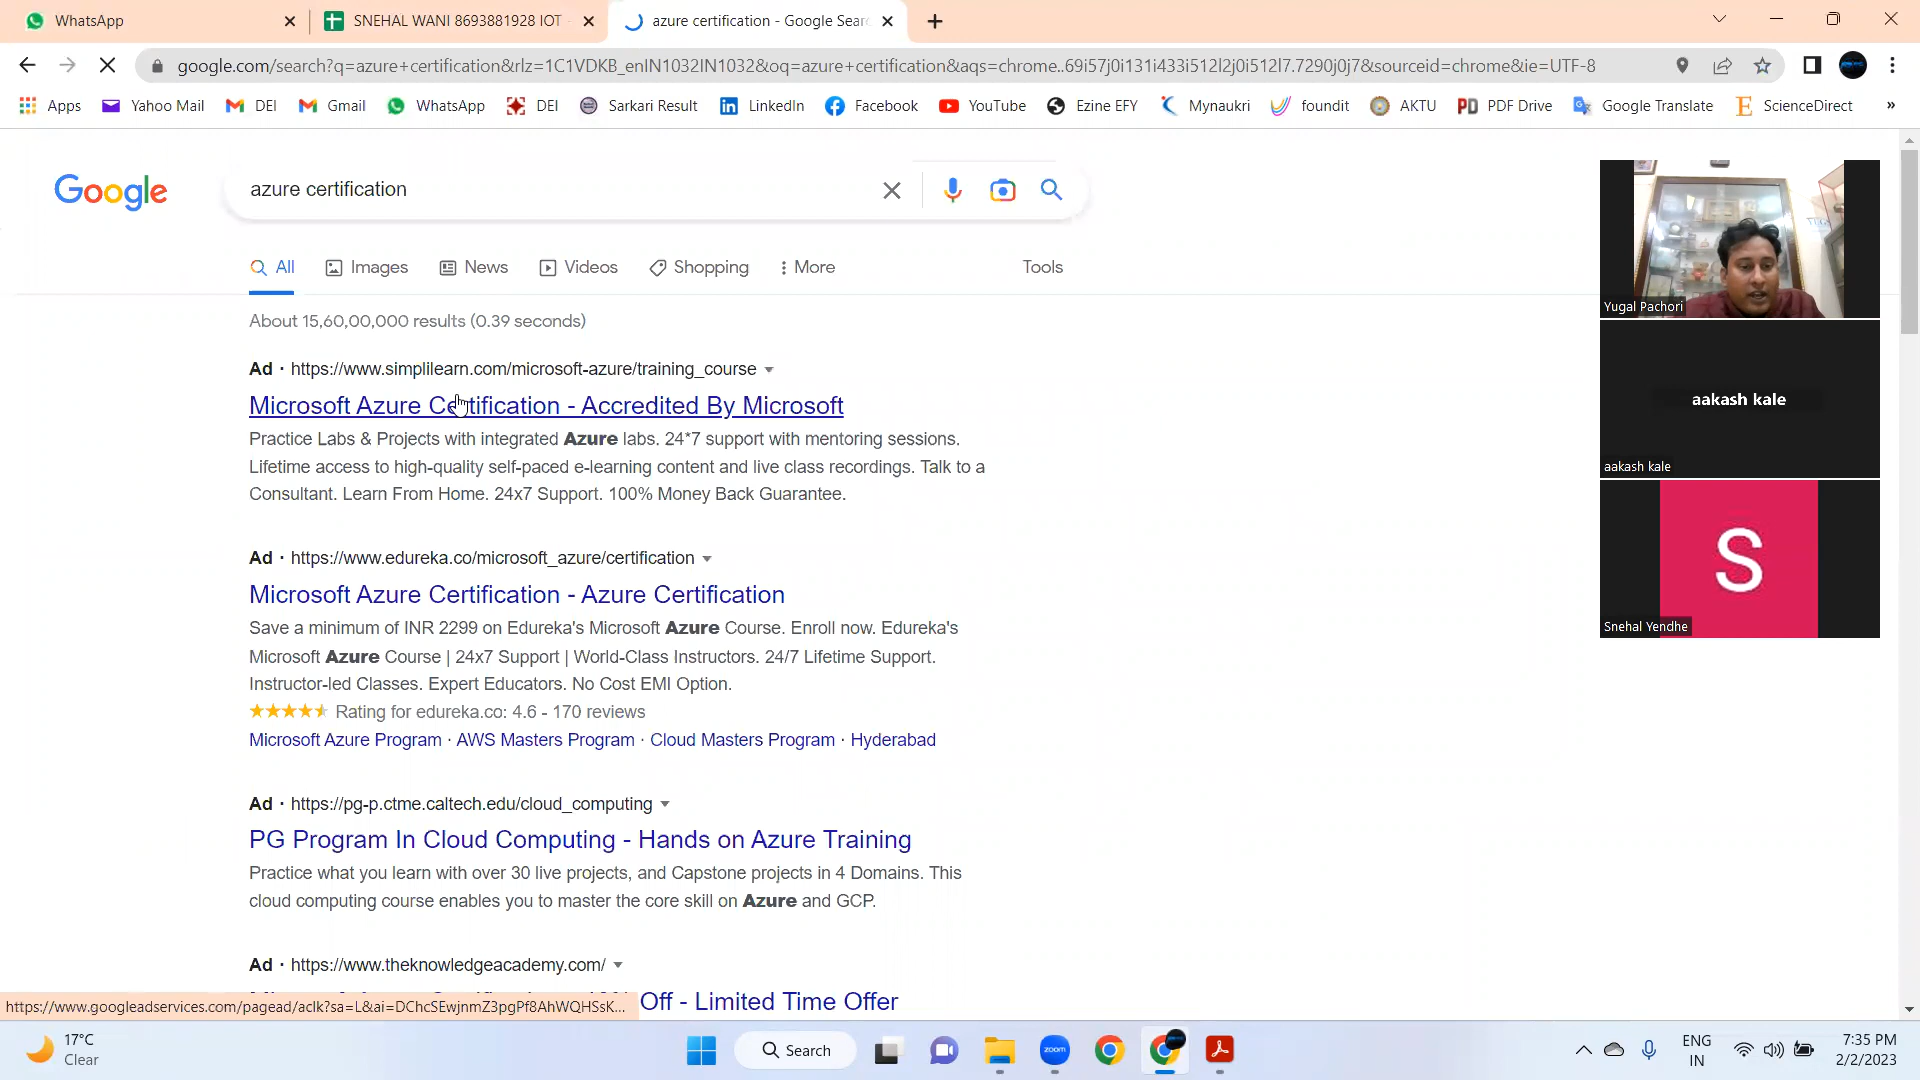 WhatsApp
SNEHAL WANI 8693881928 IOT
azure certification - Google Sear
google.com/search?q=azure+certification&rlz=1C1VDKB_enIN1032IN1032&oq=azure+certification&aqs=chrome..69i57j0i131i433i512l2j0i512l7.7290j0j7&sourceid=chrome&ie=UTF-8
Apps Yahoo Mail DEI Gmail WhatsApp DEI Sarkari Result LinkedIn Facebook YouTube Ezine EFY Mynaukri foundit AKTU PDF Drive Google Translate ScienceDirect »
Google
azure certification
All Images News Videos Shopping More Tools
About 15,60,00,000 results (0.39 seconds)
Ad · https://www.simplilearn.com/microsoft-azure/training_course
Microsoft Azure Certification - Accredited By Microsoft
Practice Labs & Projects with integrated Azure labs. 24*7 support with mentoring sessions.
Lifetime access to high-quality self-paced e-learning content and live class recordings. Talk to a
Consultant. Learn From Home. 24x7 Support. 100% Money Back Guarantee.
Ad · https://www.edureka.co/microsoft_azure/certification
Microsoft Azure Certification - Azure Certification
Save a minimum of INR 2299 on Edureka's Microsoft Azure Course. Enroll now. Edureka's
Microsoft Azure Course | 24x7 Support | World-Class Instructors. 24/7 Lifetime Support.
Instructor-led Classes. Expert Educators. No Cost EMI Option.
Rating for edureka.co: 4.6 - 170 reviews
Microsoft Azure Program · AWS Masters Program · Cloud Masters Program · Hyderabad
Ad · https://pg-p.ctme.caltech.edu/cloud_computing
PG Program In Cloud Computing - Hands on Azure Training
Practice what you learn with over 30 live projects, and Capstone projects in 4 Domains. This
cloud computing course enables you to master the core skill on Azure and GCP.
Ad · https://www.theknowledgeacademy.com/
Off - Limited Time Offer
https://www.googleadservices.com/pagead/aclk?sa=L&ai=DChcSEwjnmZ3pgPf8AhWQHSsK...
Yugal Pachori
aakash kale
aakash kale
S
Snehal Yendhe
17°C
Clear
Search
zoom
ENG
IN
7:35 PM
2/2/2023